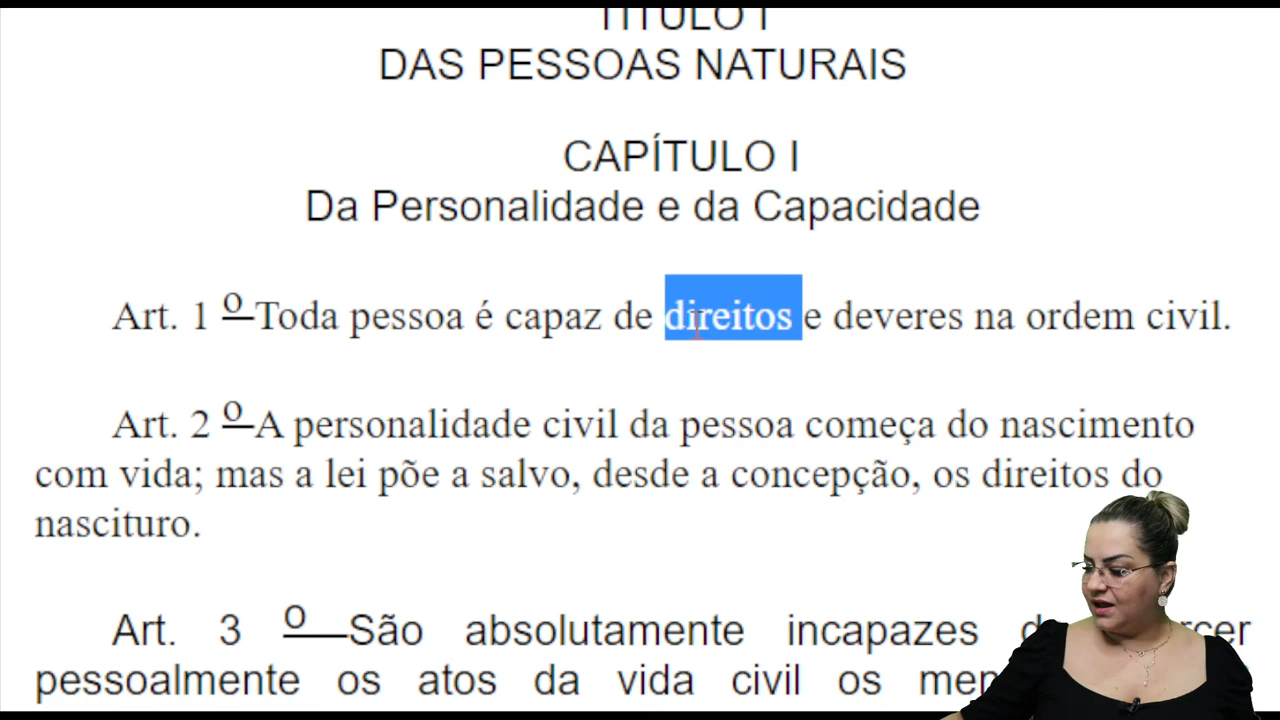 TÍTULO I
DAS PESSOAS NATURAIS
CAPÍTULO I
Da Personalidade e da Capacidade
Art. 1 º Toda pessoa é capaz de direitos e deveres na ordem civil.
Art. 2 º A personalidade civil da pessoa começa do nascimento
com vida; mas a lei põe a salvo, desde a concepção, os direitos do
nascituro.
Art. 3 º São absolutamente incapazes
pessoalmente os atos da vida civil os